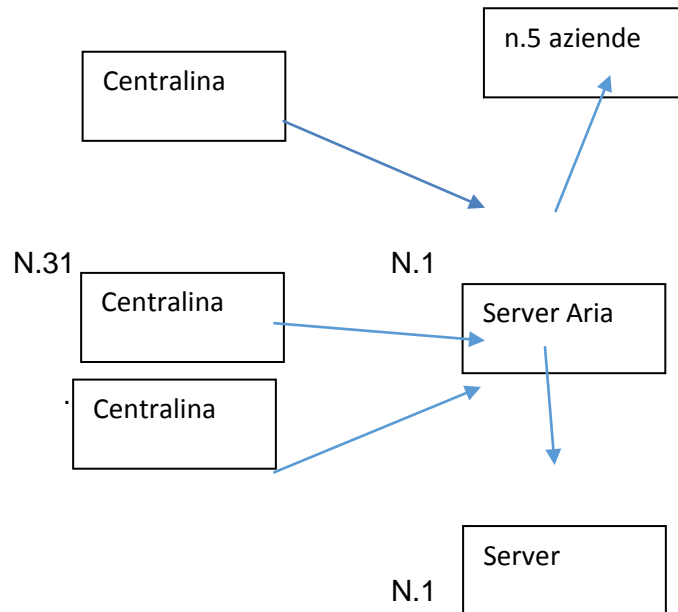 n.5 aziende
Centralina
N.31
N.1
Centralina
Server Aria
.
Centralina
Server
N.1